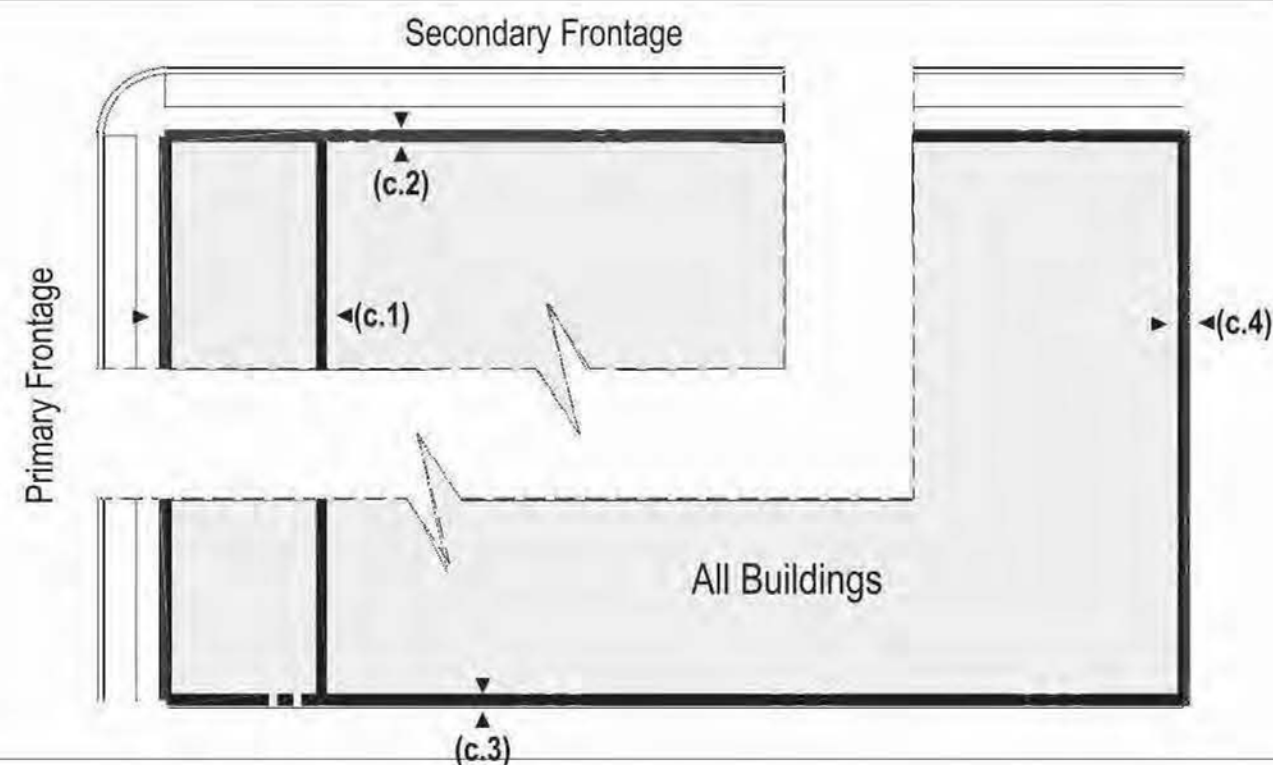 Secondary Frontage
(c.2)
Primary Frontage
(c.1)
(c.4)
All Buildings
(c.3)